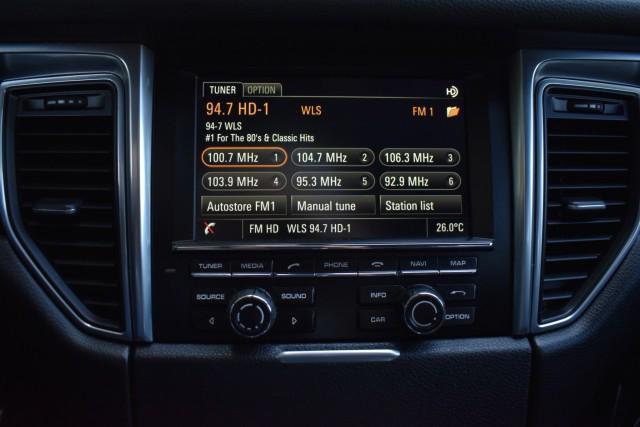 TUNER OPTION HD
94.7 HD-1 WLS FM 1
94-7 WLS
#1 For The 80's & Classic Hits
100.7 MHz 1 104.7 MHz 2 106.3 MHz 3
103.9 MHz 4 95.3 MHz 5 92.9 MHz 6
Autostore FM1 Manual tune Station list
FM HD WLS 94.7 HD-1 26.0°C
TUNER MEDIA PHONE NAVI MAP
SOURCE SOUND INFO
CAR OPTION